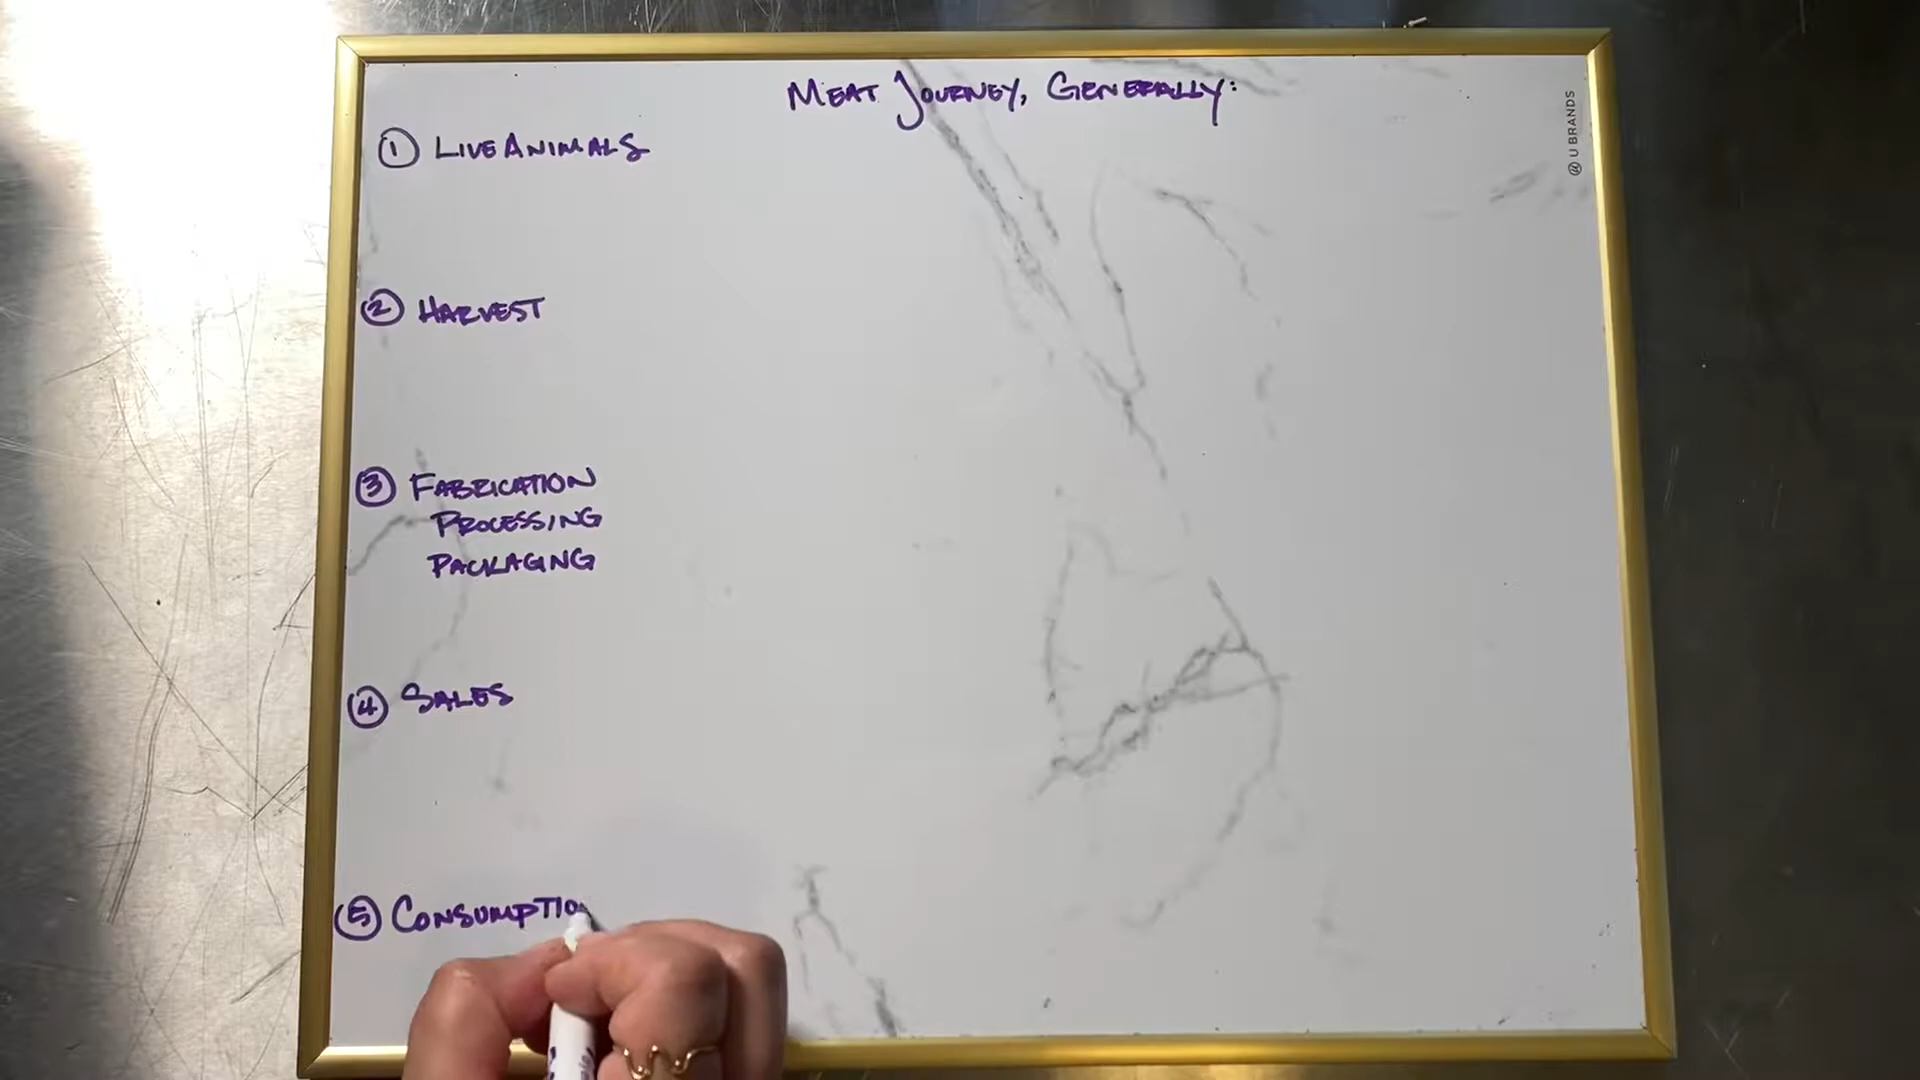 Meat Journey, Generally:
① Live Animals
② Harvest
③ Fabrication
Processing
Packaging
④ Sales
⑤ Consumptio
@ U BRANDS